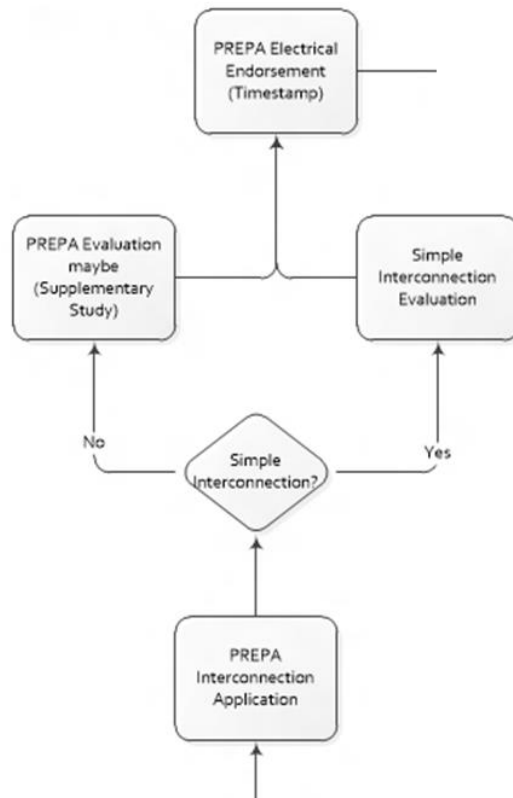 PREPA Electrical
Endorsement
(Timestamp)
PREPA Evaluation
maybe
(Supplementary
Study)
Simple
Interconnection
Evaluation
No
Yes
Simple
Interconnection?
PREPA
Interconnection
Application